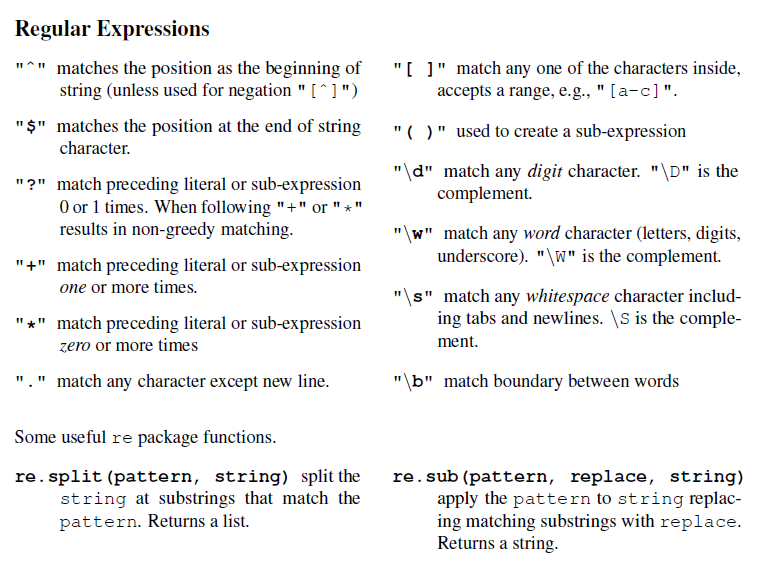 Regular Expressions
"^" matches the position as the beginning of
string (unless used for negation "[^]")
"$" matches the position at the end of string
character.
"?" match preceding literal or sub-expression
0 or 1 times. When following "+" or "*"
results in non-greedy matching.
"+" match preceding literal or sub-expression
one or more times.
"*" match preceding literal or sub-expression
zero or more times
"." match any character except new line.
"[ ]" match any one of the characters inside,
accepts a range, e.g., "[a-c]".
"( )" used to create a sub-expression
"\d" match any digit character. "\D" is the
complement.
"\w" match any word character (letters, digits,
underscore). "\W" is the complement.
"\s" match any whitespace character includ-
ing tabs and newlines. \S is the comple-
ment.
"\b" match boundary between words
Some useful re package functions.
re.split(pattern, string) split the
string at substrings that match the
pattern. Returns a list.
re.sub(pattern, replace, string)
apply the pattern to string replac-
ing matching substrings with replace.
Returns a string.